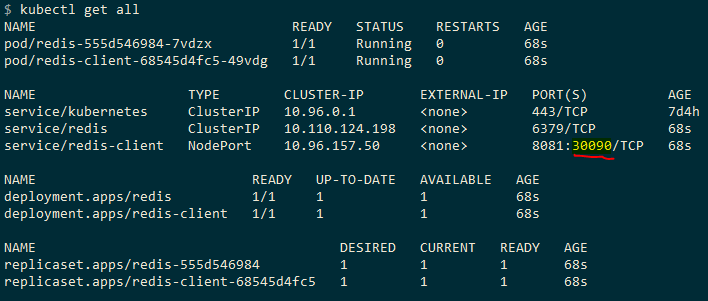 $ kubectl get all
NAME READY STATUS RESTARTS AGE
pod/redis-555d546984-7vdzx 1/1 Running 0 68s
pod/redis-client-68545d4fc5-49vdg 1/1 Running 0 68s
NAME TYPE CLUSTER-IP EXTERNAL-IP PORT(S) AGE
service/kubernetes ClusterIP 10.96.0.1 <none> 443/TCP 7d4h
service/redis ClusterIP 10.110.124.198 <none> 6379/TCP 68s
service/redis-client NodePort 10.96.157.50 <none> 8081:30090/TCP 68s
NAME READY UP-TO-DATE AVAILABLE AGE
deployment.apps/redis 1/1 1 1 68s
deployment.apps/redis-client 1/1 1 1 68s
NAME DESIRED CURRENT READY AGE
replicaset.apps/redis-555d546984 1 1 1 68s
replicaset.apps/redis-client-68545d4fc5 1 1 1 68s